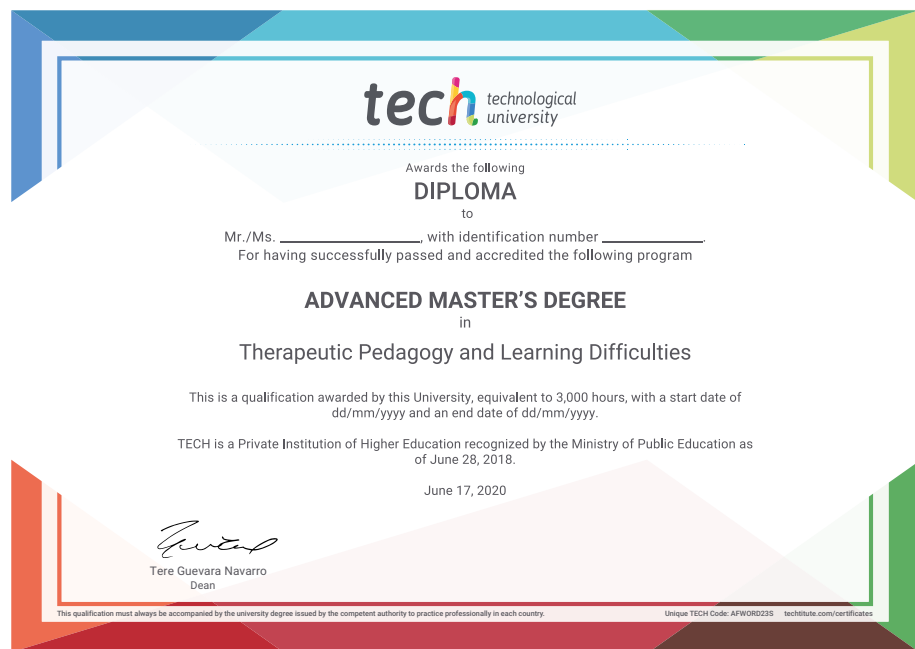 tech technological
university
Awards the following
DIPLOMA
to
Mr./Ms. ____________________, with identification number ______________.
For having successfully passed and accredited the following program
ADVANCED MASTER’S DEGREE
in
Therapeutic Pedagogy and Learning Difficulties
This is a qualification awarded by this University, equivalent to 3,000 hours, with a start date of
dd/mm/yyyy and an end date of dd/mm/yyyy.
TECH is a Private Institution of Higher Education recognized by the Ministry of Public Education as
of June 28, 2018.
June 17, 2020
Tere Guevara Navarro
Dean
This qualification must always be accompanied by the university degree issued by the competent authority to practice professionally in each country.
Unique TECH Code: AFWORD23S techtitute.com/certificates